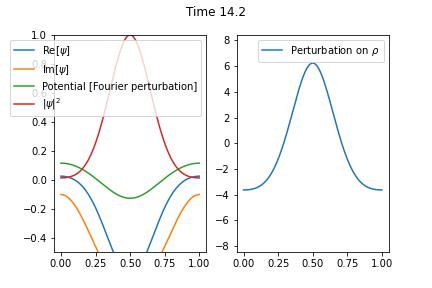 Time 14.2
1.0
0.8
0.6
0.4
0.2
0.0
−0.2
−0.4
0.00 0.25 0.50 0.75 1.00
Re[ψ]
Im[ψ]
Potential [Fourier perturbation]
|ψ|²
8
6
4
2
0
−2
−4
−6
−8
0.00 0.25 0.50 0.75 1.00
Perturbation on ρ